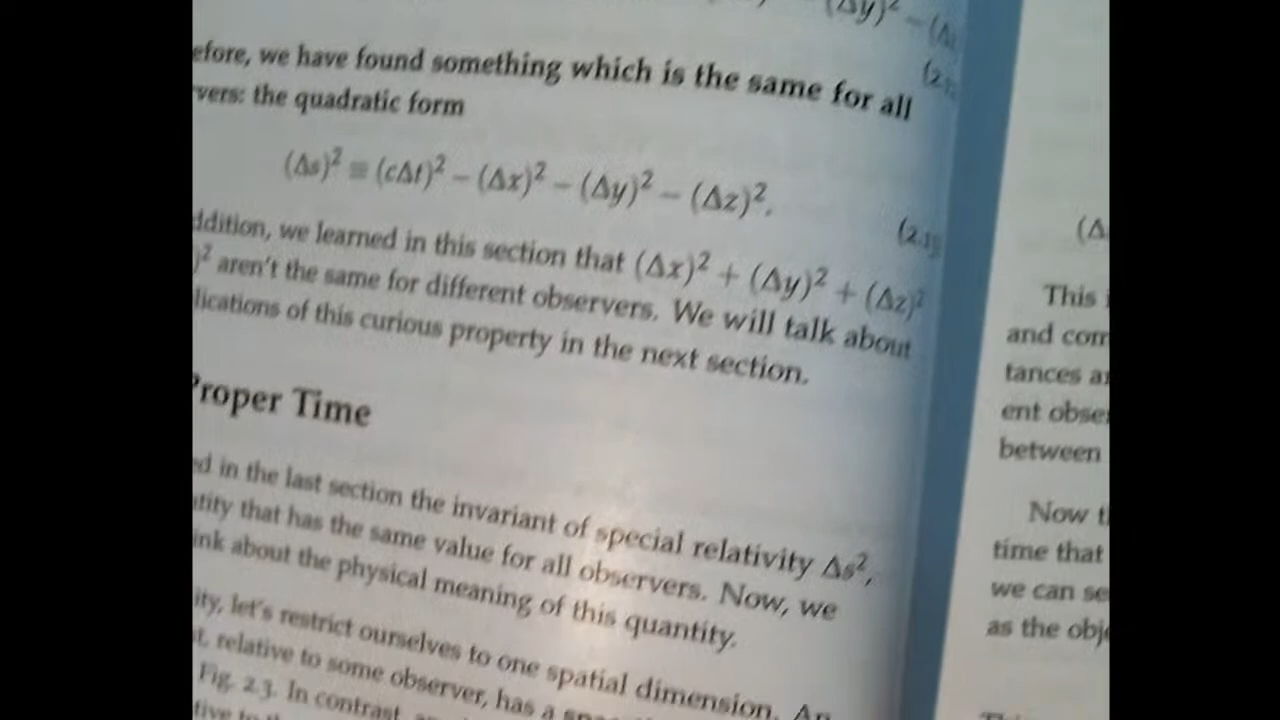 (Δy)² – (Δ
efore, we have found something which is the same for all
vers: the quadratic form
(Δs)² ≡ (cΔt)² – (Δx)² – (Δy)² – (Δz)².
ddition, we learned in this section that (Δx)² + (Δy)² + (Δz)²
)² aren't the same for different observers. We will talk about
lications of this curious property in the next section.
Proper Time
ed in the last section the invariant of special relativity Δs²,
ntity that has the same value for all observers. Now, we
ink about the physical meaning of this quantity.
ity, let's restrict ourselves to one spatial dimension. An
t, relative to some observer, has a
Fig. 2.3. In contrast,
(Δ
This i
and com
tances a
ent obse
between
Now t
time that
we can se
as the obje